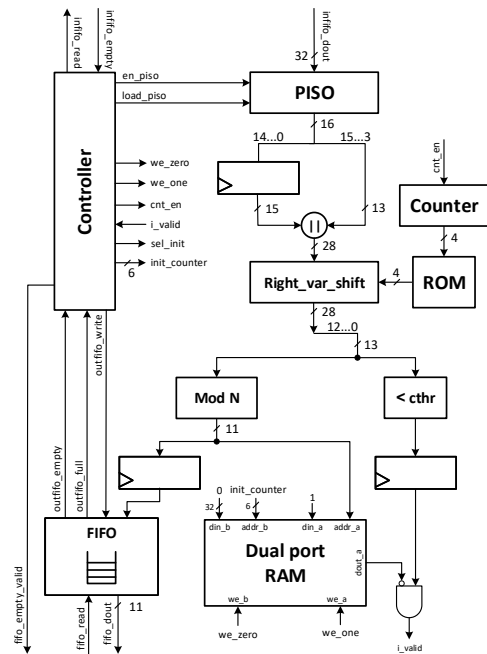 infifo_read
infifo_empty
infifo_dout
32
en_piso
load_piso
PISO
16
14...0
15...3
cnt_en
Controller
we_zero
we_one
cnt_en
i_valid
sel_init
init_counter
6
15
||
13
28
Counter
4
ROM
4
Right_var_shift
28
12...0
13
outfifo_write
outfifo_empty
outfifo_full
Mod N
11
< cthr
FIFO
0
32
init_counter
6
1
din_b
addr_b
din_a
addr_a
Dual port
RAM
dout_a
we_b
we_a
we_zero
we_one
i_valid
fifo_empty_valid
fifo_read
fifo_dout
11